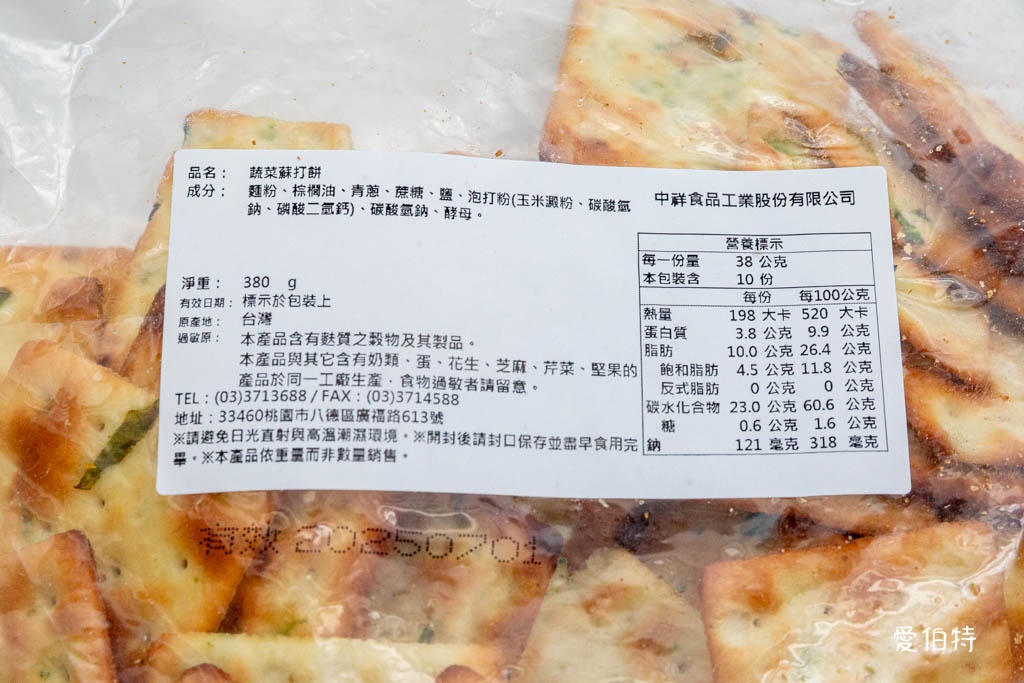 品名： 蔬菜蘇打餅
成分： 麵粉、棕櫚油、青蔥、蔗糖、鹽、泡打粉(玉米澱粉、碳酸氫
鈉、磷酸二氫鈣)、碳酸氫鈉、酵母。
淨重： 380 g
有效日期：標示於包裝上
原產地： 台灣
過敏原： 本產品含有麩質之穀物及其製品。
本產品與其它含有奶類、蛋、花生、芝麻、芹菜、堅果的
產品於同一工廠生產，食物過敏者請留意。
TEL：(03)3713688 / FAX：(03)3714588
地址：33460桃園市八德區廣福路613號
※請避免日光直射與高溫潮濕環境。※開封後請封口保存並盡早食用完
畢。※本產品依重量而非數量銷售。
中祥食品工業股份有限公司
營養標示
每一份量 38 公克
本包裝含 10 份
每份 每100公克
熱量 198 大卡 520 大卡
蛋白質 3.8 公克 9.9 公克
脂肪 10.0 公克 26.4 公克
飽和脂肪 4.5 公克 11.8 公克
反式脂肪 0 公克 0 公克
碳水化合物 23.0 公克 60.6 公克
糖 0.6 公克 1.6 公克
鈉 121 毫克 318 毫克
有效 20250701
愛伯特